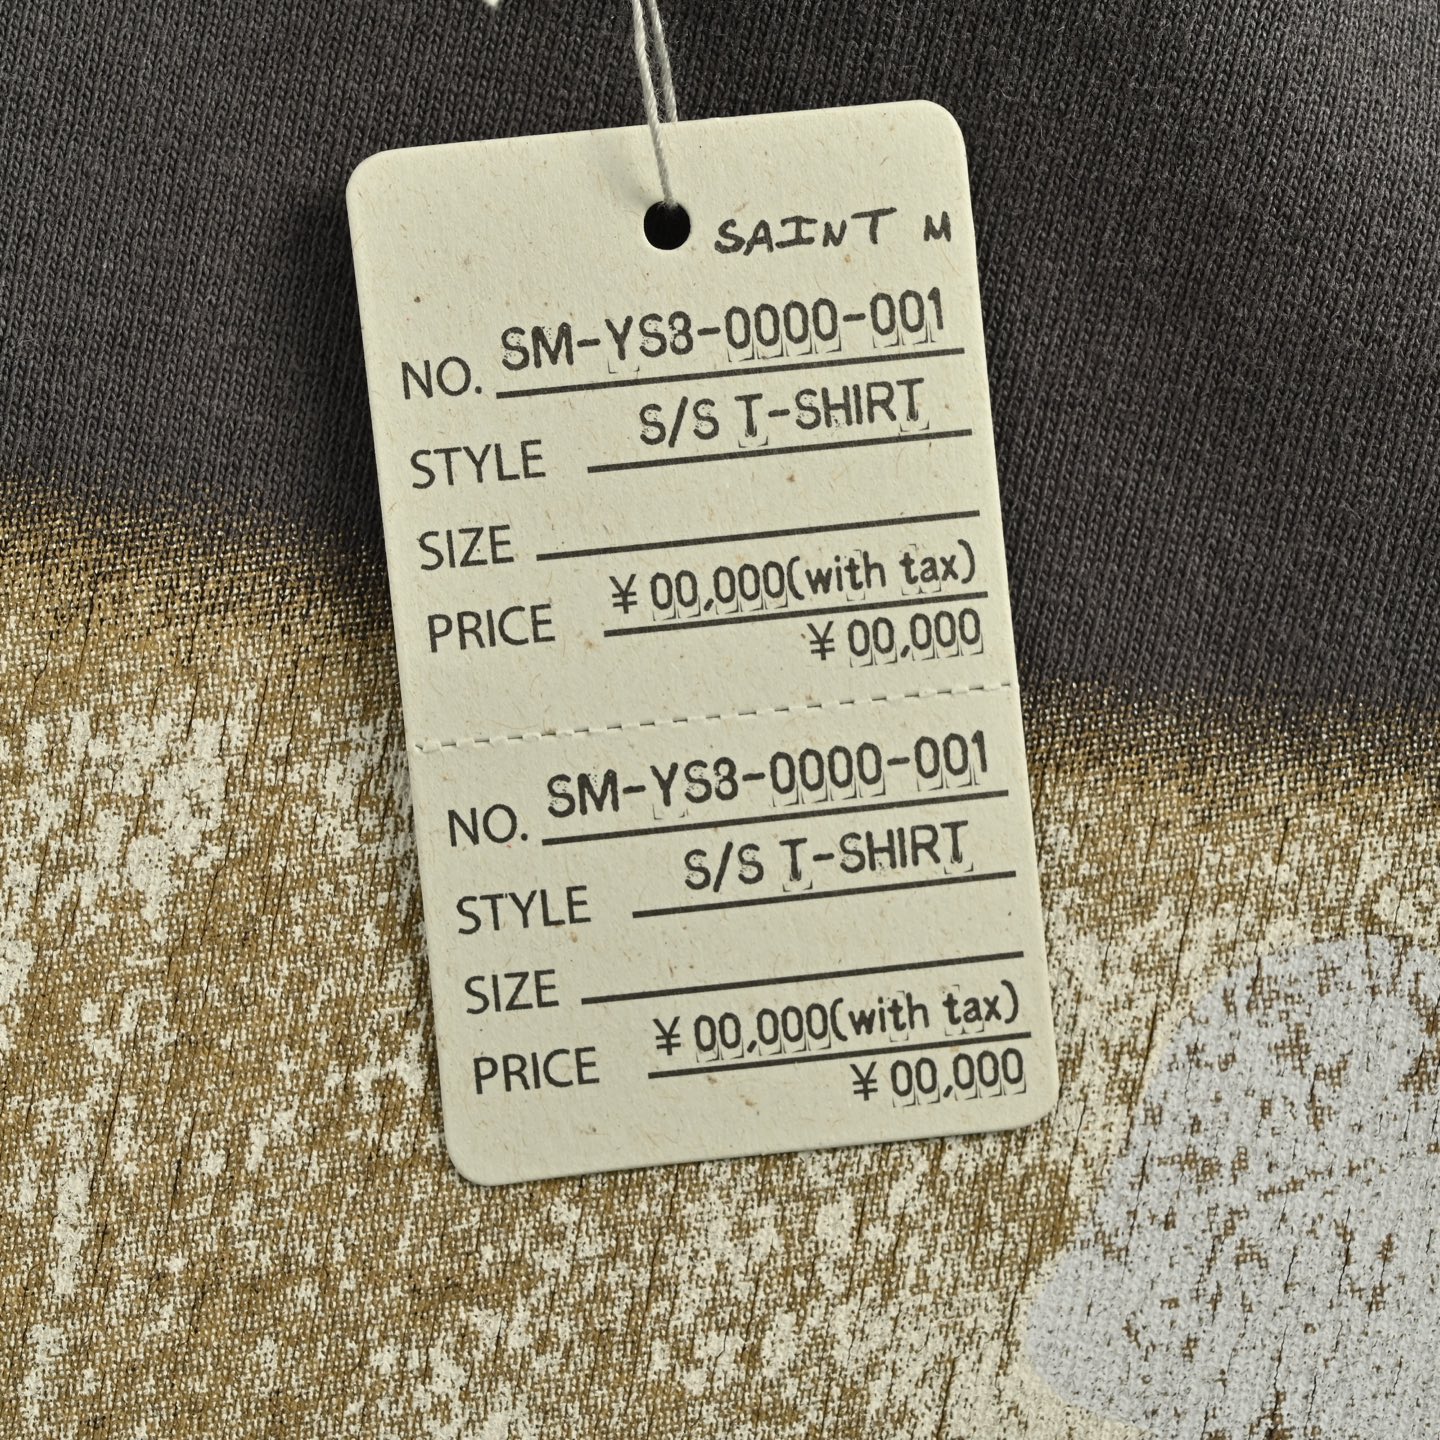 SAINT M
NO. SM-YS8-0000-001
STYLE S/S T-SHIRT
SIZE
PRICE ¥00,000(with tax)
¥00,000
NO. SM-YS8-0000-001
STYLE S/S T-SHIRT
SIZE
PRICE ¥00,000(with tax)
¥00,000